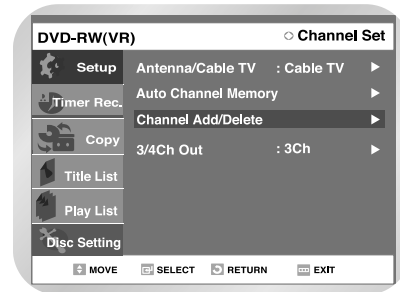 DVD-RW(VR) Channel Set
Setup
Antenna/Cable TV : Cable TV
Timer Rec.
Auto Channel Memory
Channel Add/Delete
Copy
3/4Ch Out : 3Ch
Title List
Play List
Disc Setting
MOVE SELECT RETURN EXIT